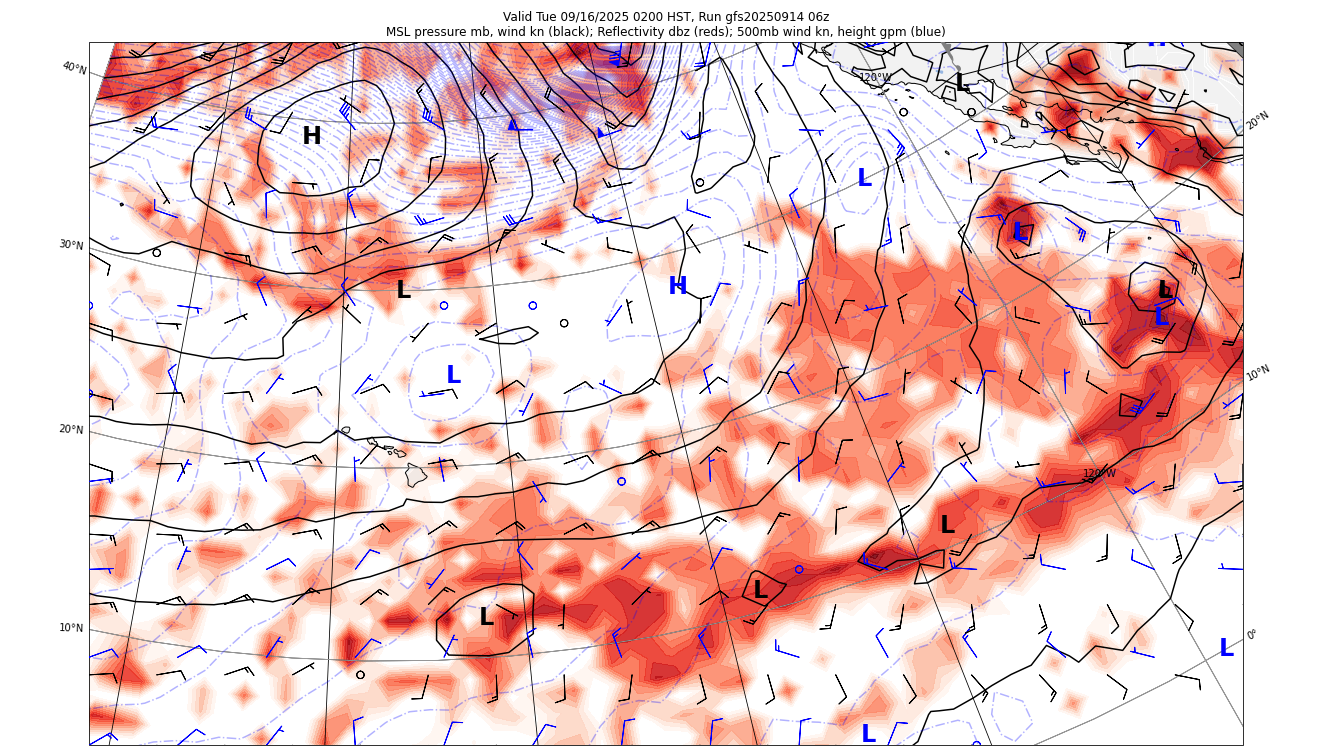 Valid Tue 09/16/2025 0200 HST, Run gfs20250914 06z
MSL pressure mb, wind kn (black); Reflectivity dbz (reds); 500mb wind kn, height gpm (blue)
40°N
120°W
L
20°N
H
L
30°N
L
H
L
L
L
L
10°N
20°N
120°W
L
10°N
L
L
0°
L
L